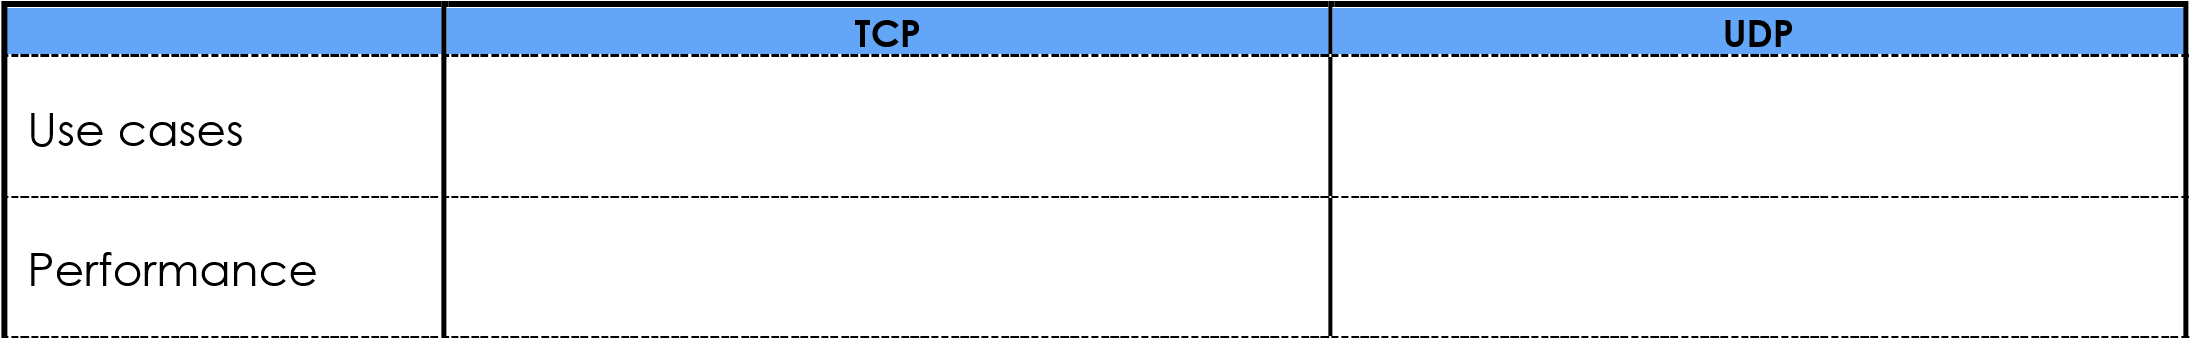 TCP
UDP
Use cases
Performance